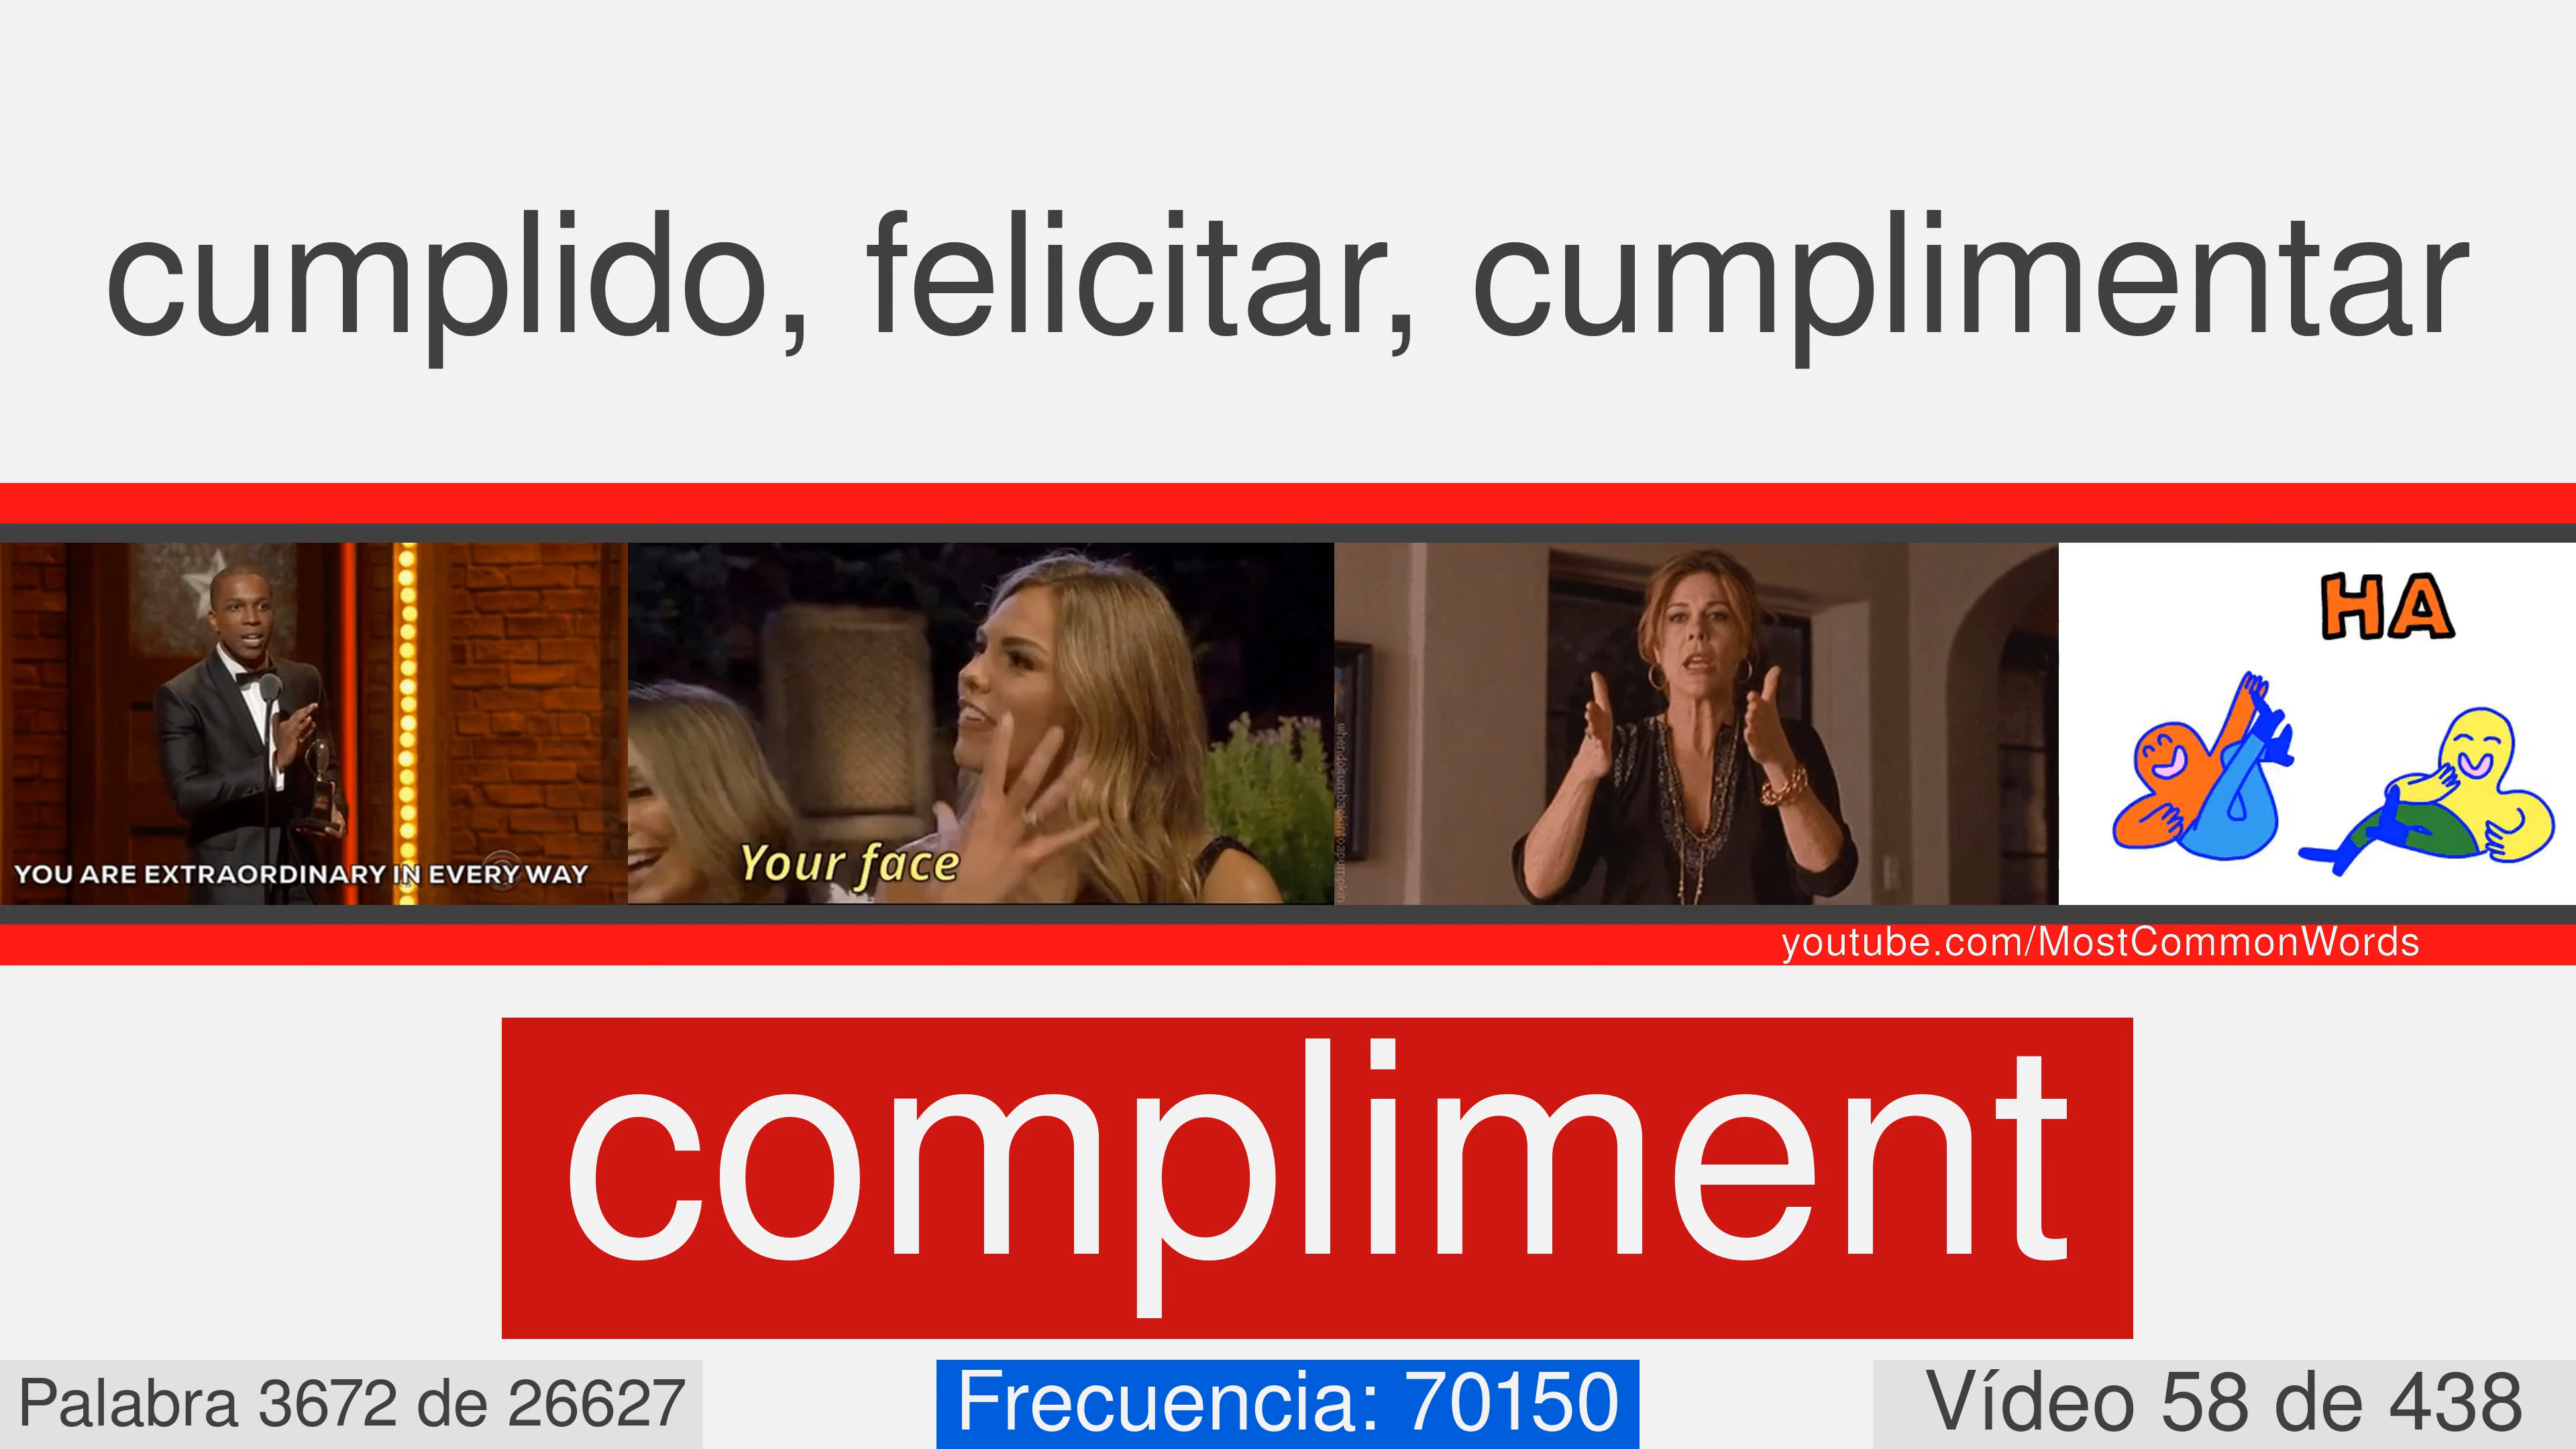 cumplido, felicitar, cumplimentar
HA
YOU ARE EXTRAORDINARY IN EVERY WAY
Your face
youtube.com/MostCommonWords
compliment
Palabra 3672 de 26627
Frecuencia: 70150
Vídeo 58 de 438